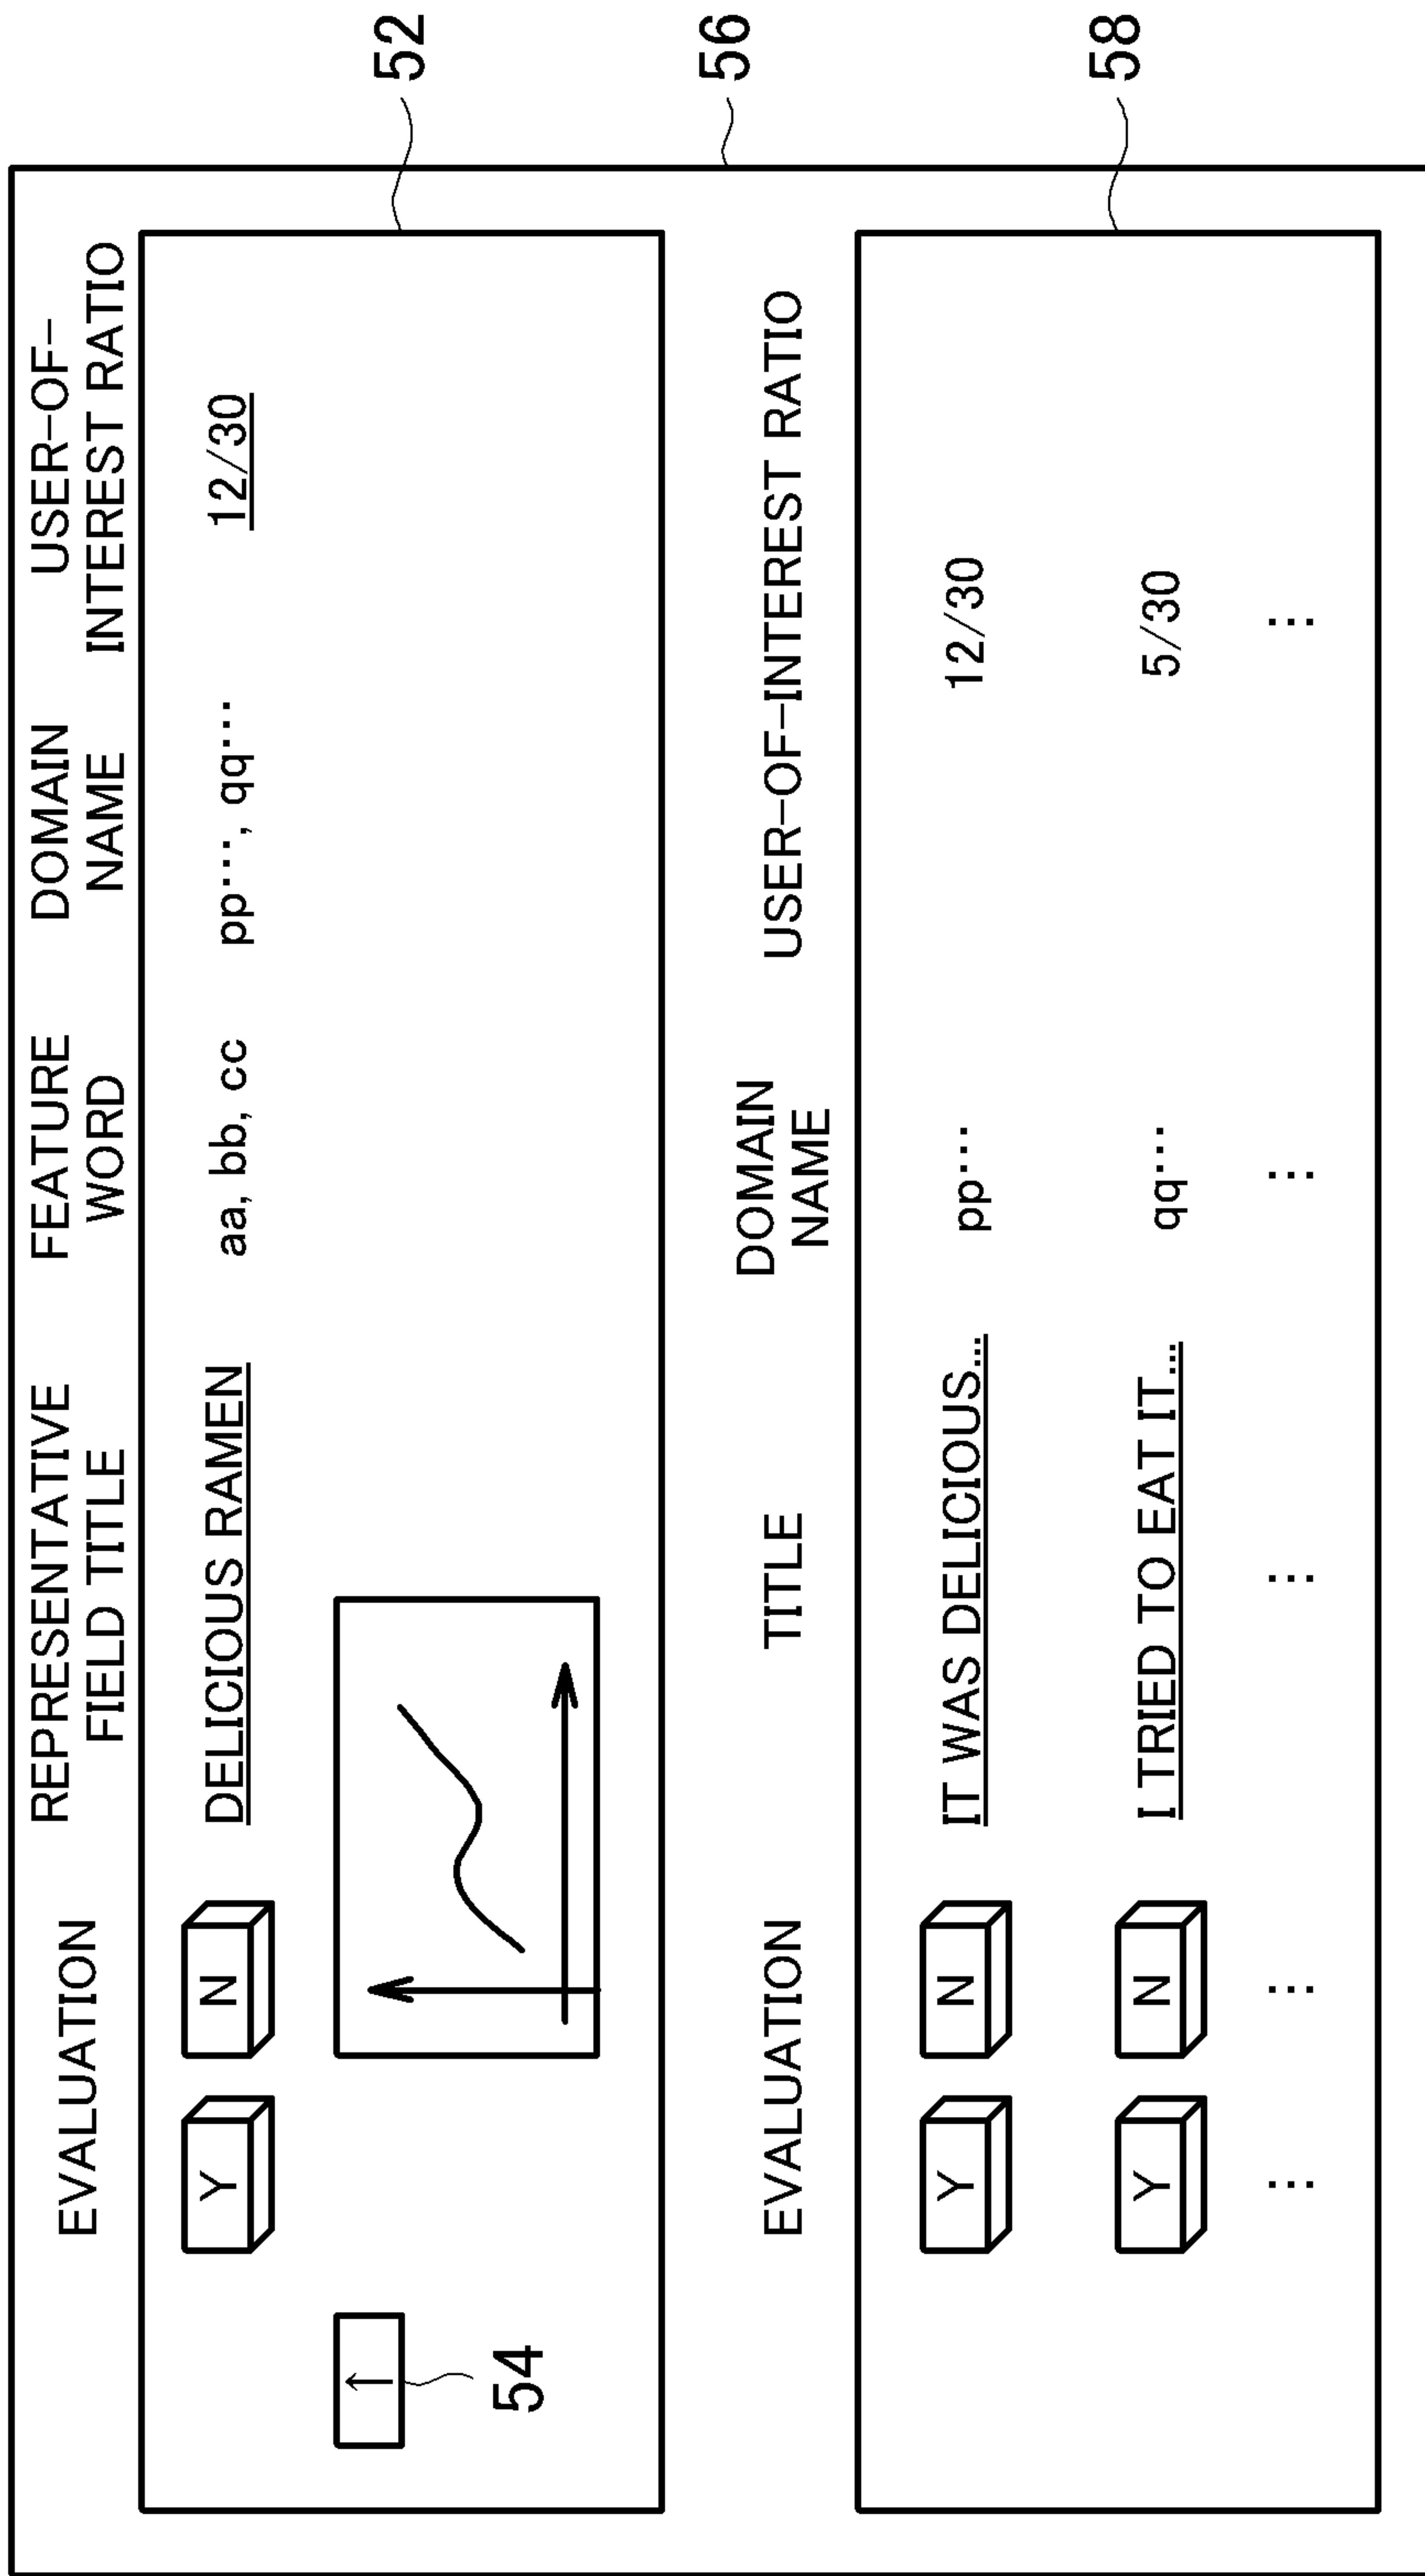 EVALUATION
REPRESENTATIVE
FIELD TITLE
FEATURE
WORD
DOMAIN
NAME
USER-OF-
INTEREST RATIO
Y N DELICIOUS RAMEN aa, bb, cc pp···, qq··· 12/30
↑
54
52
56
EVALUATION
TITLE
DOMAIN
NAME
USER-OF-INTEREST RATIO
Y N IT WAS DELICIOUS... pp··· 12/30
Y N I TRIED TO EAT IT... qq··· 5/30
⋮ ⋮ ⋮ ⋮ ⋮
58